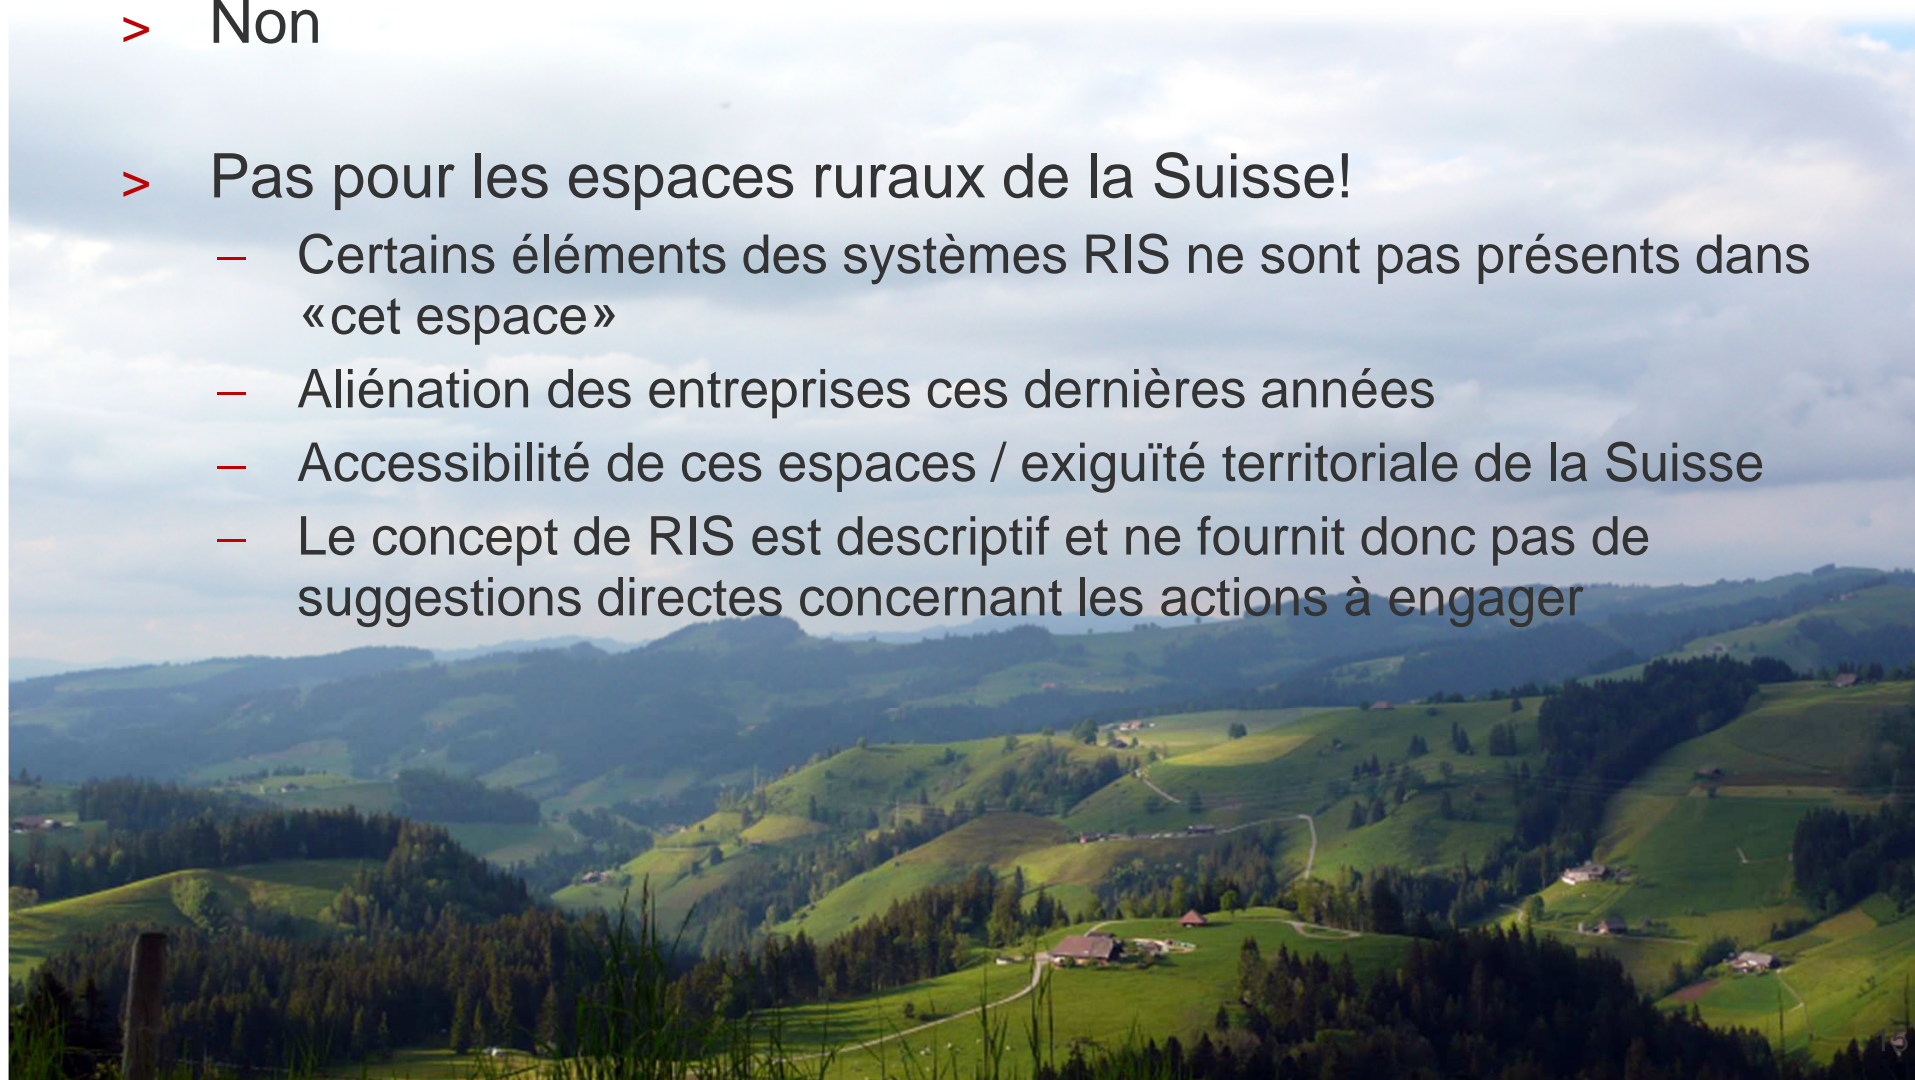 > Non
> Pas pour les espaces ruraux de la Suisse!
– Certains éléments des systèmes RIS ne sont pas présents dans
«cet espace»
– Aliénation des entreprises ces dernières années
– Accessibilité de ces espaces / exiguïté territoriale de la Suisse
– Le concept de RIS est descriptif et ne fournit donc pas de
suggestions directes concernant les actions à engager